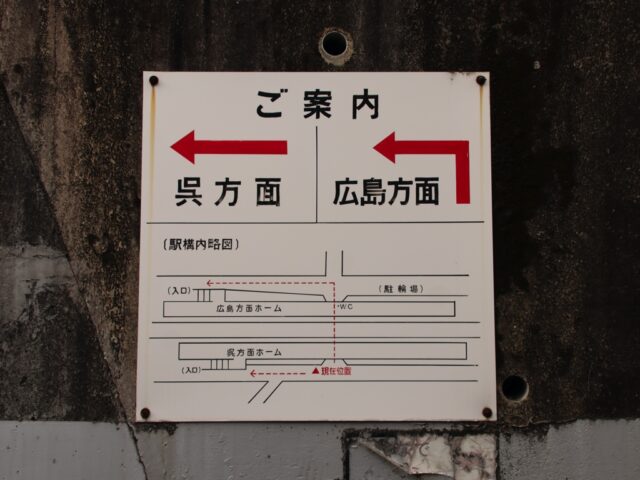 ご案内
呉方面
広島方面
(駅構内略図)
(入口)
(駐輪場)
広島方面ホーム
・WC
呉方面ホーム
(入口)
▲現在位置